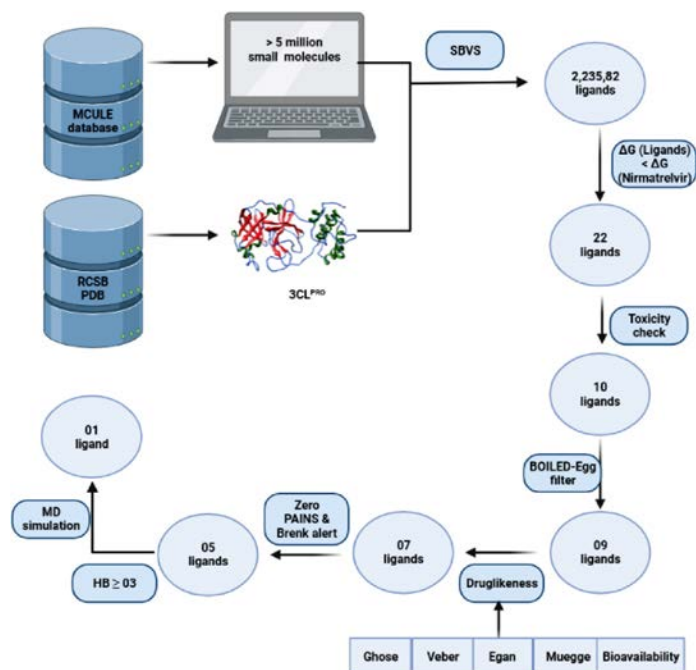 MCULE
database
> 5 million
small molecules
SBVS
2,235,82
ligands
ΔG (Ligands)
< ΔG
(Nirmatrelvir)
RCSB
PDB
3CLᴾᴿᴼ
22
ligands
Toxicity
check
10
ligands
BOILED-Egg
filter
09
ligands
Druglikeness
Ghose Veber Egan Muegge Bioavailability
07
ligands
Zero
PAINS &
Brenk alert
05
ligands
HB ≥ 03
MD
simulation
01
ligand